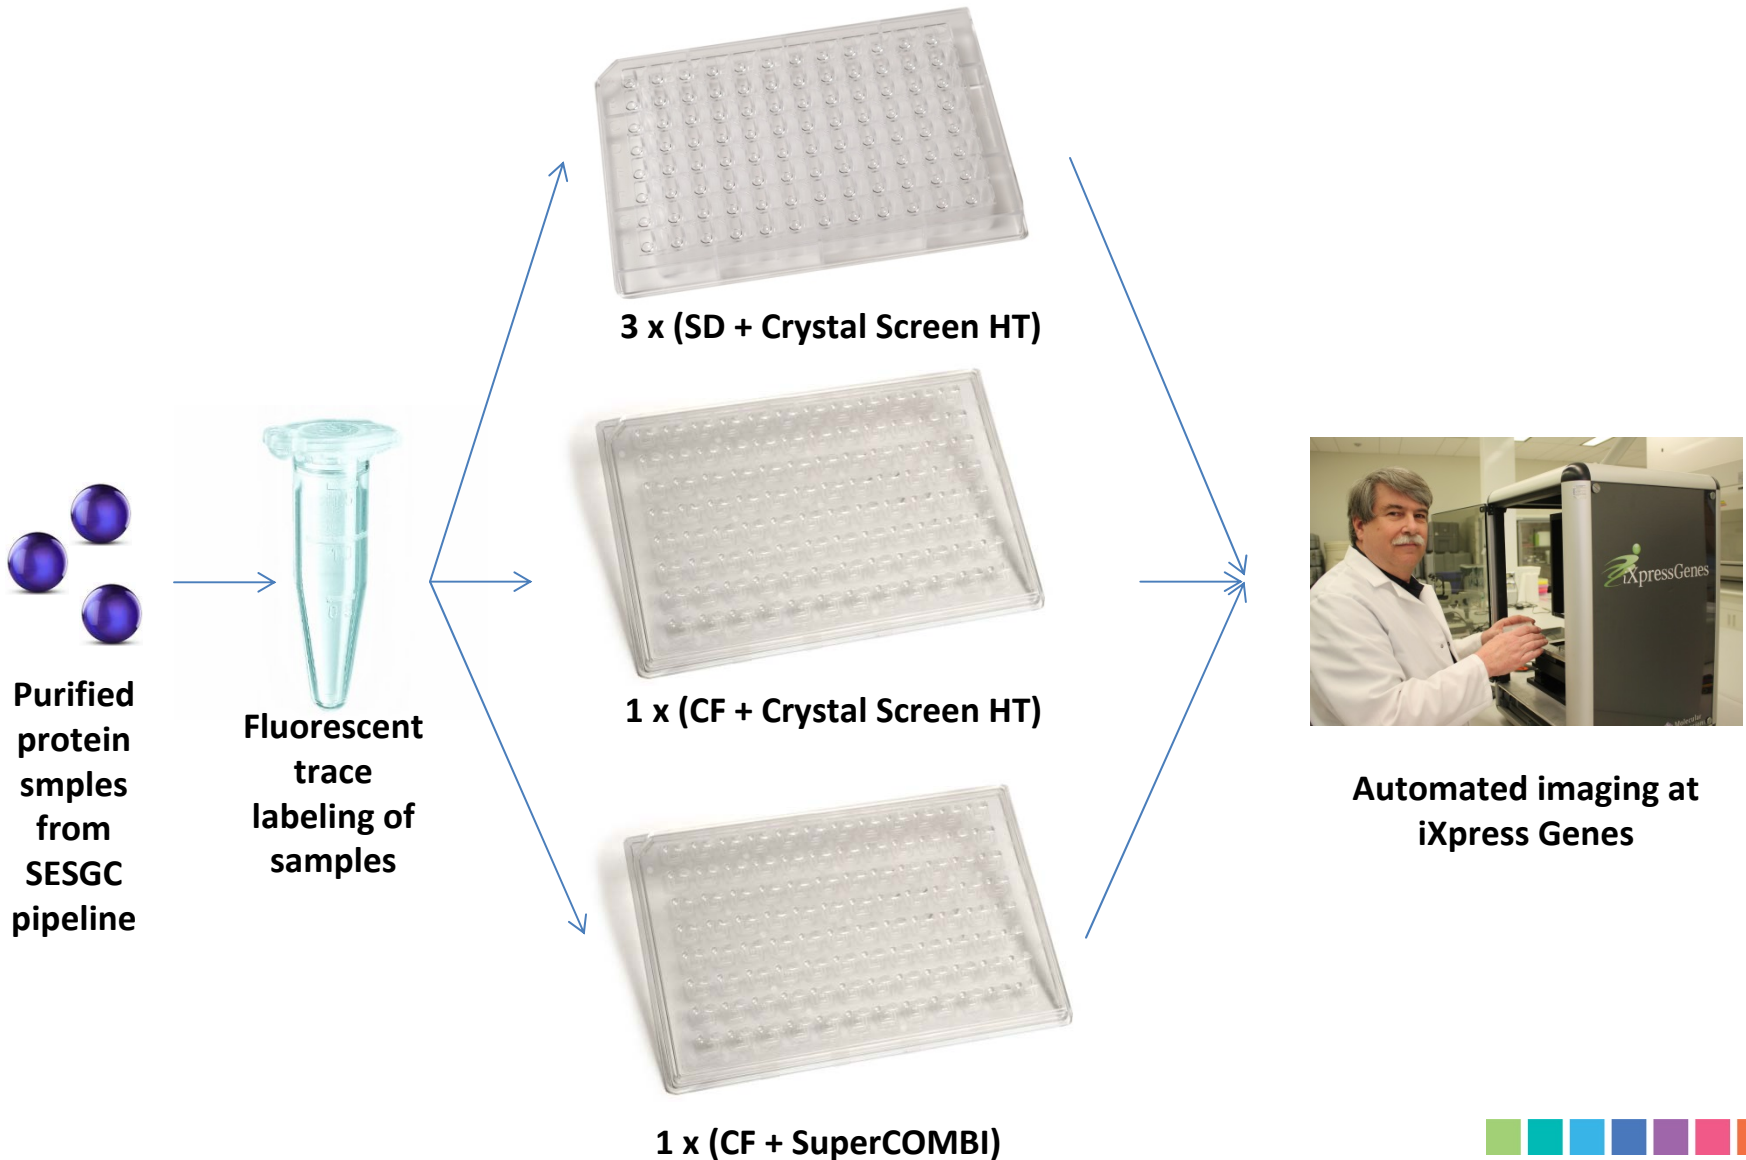 3 x (SD + Crystal Screen HT)
Purified
protein
smples
from
SESGC
pipeline
Fluorescent
trace
labeling of
samples
1 x (CF + Crystal Screen HT)
1 x (CF + SuperCOMBI)
iXpressGenes
Molecular
Automated imaging at
iXpress Genes